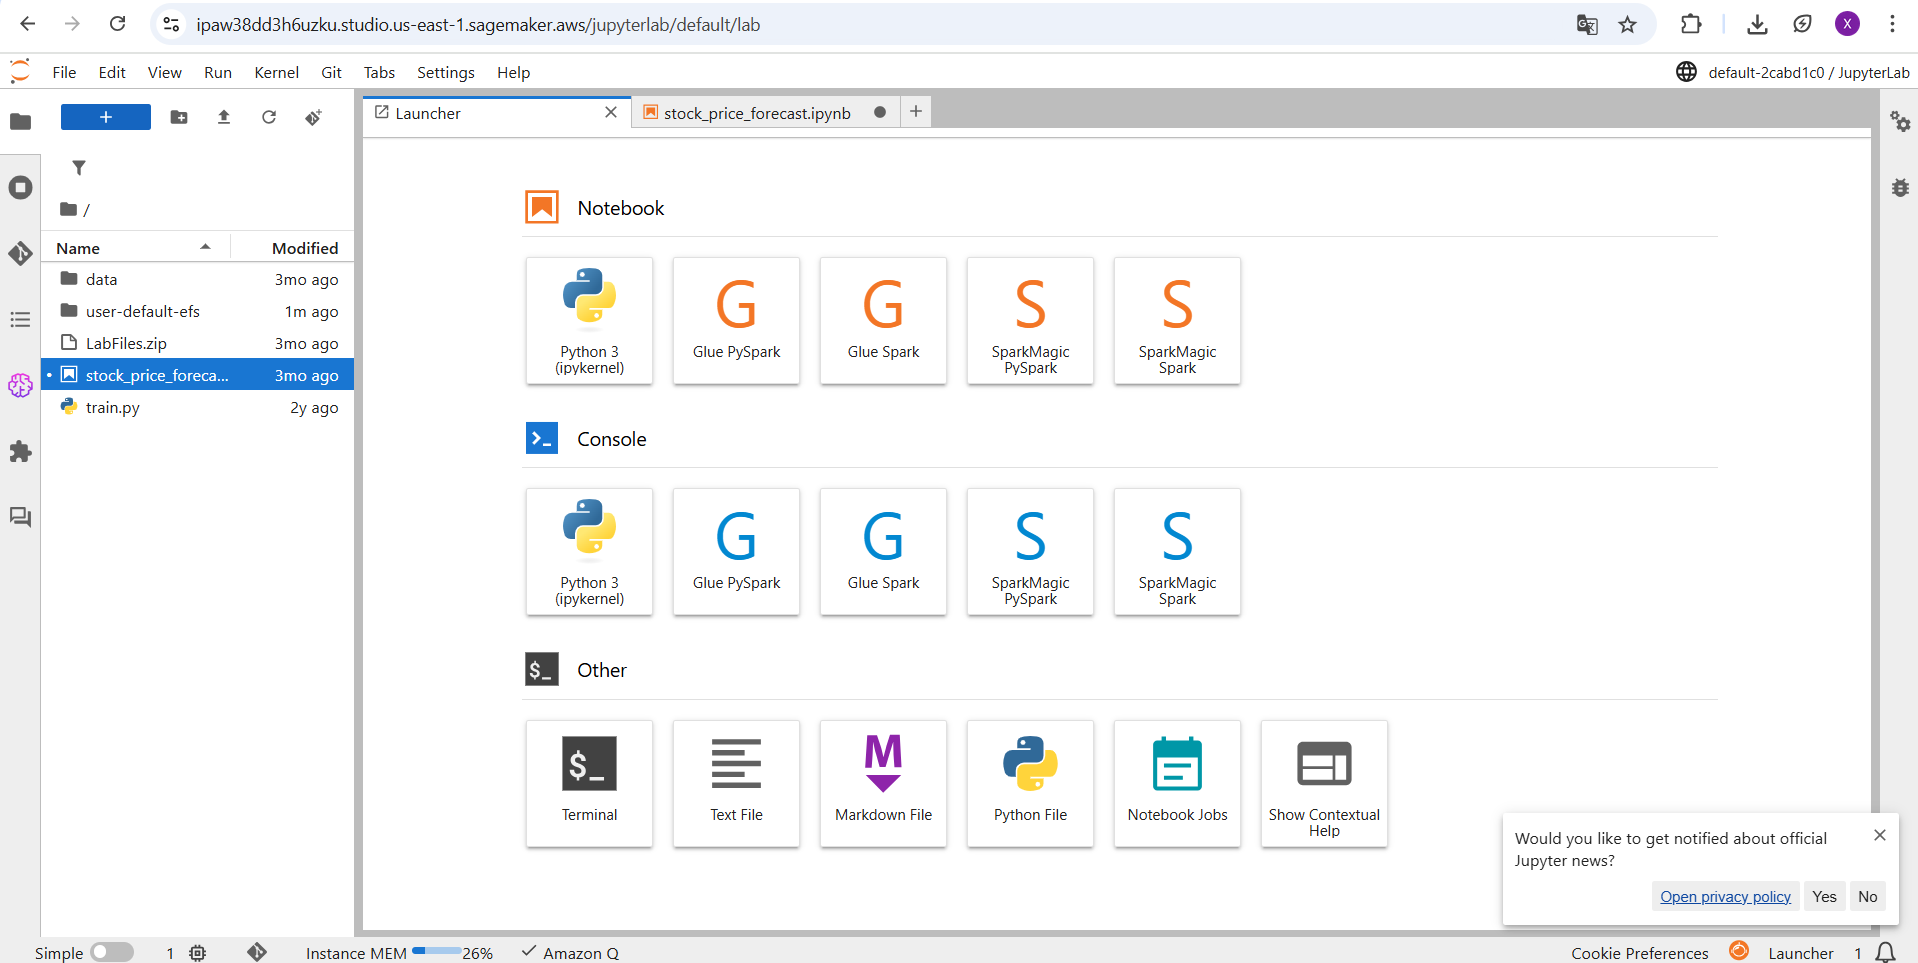 ipaw38dd3h6uzku.studio.us-east-1.sagemaker.aws/jupyterlab/default/lab
X
File Edit View Run Kernel Git Tabs Settings Help
default-2cabd1c0 / JupyterLab
+
Launcher
stock_price_forecast.ipynb
/
Name Modified
data 3mo ago
user-default-efs 1m ago
LabFiles.zip 3mo ago
stock_price_foreca... 3mo ago
train.py 2y ago
Notebook
Python 3
(ipykernel)
G
Glue PySpark
G
Glue Spark
S
SparkMagic
PySpark
S
SparkMagic
Spark
Console
Python 3
(ipykernel)
G
Glue PySpark
G
Glue Spark
S
SparkMagic
PySpark
S
SparkMagic
Spark
$_
Other
$_
Terminal
Text File
M
Markdown File
Python File
Notebook Jobs
Show Contextual
Help
Would you like to get notified about official
Jupyter news?
Open privacy policy Yes No
Simple 1 Instance MEM 26% Amazon Q
Cookie Preferences Launcher 1